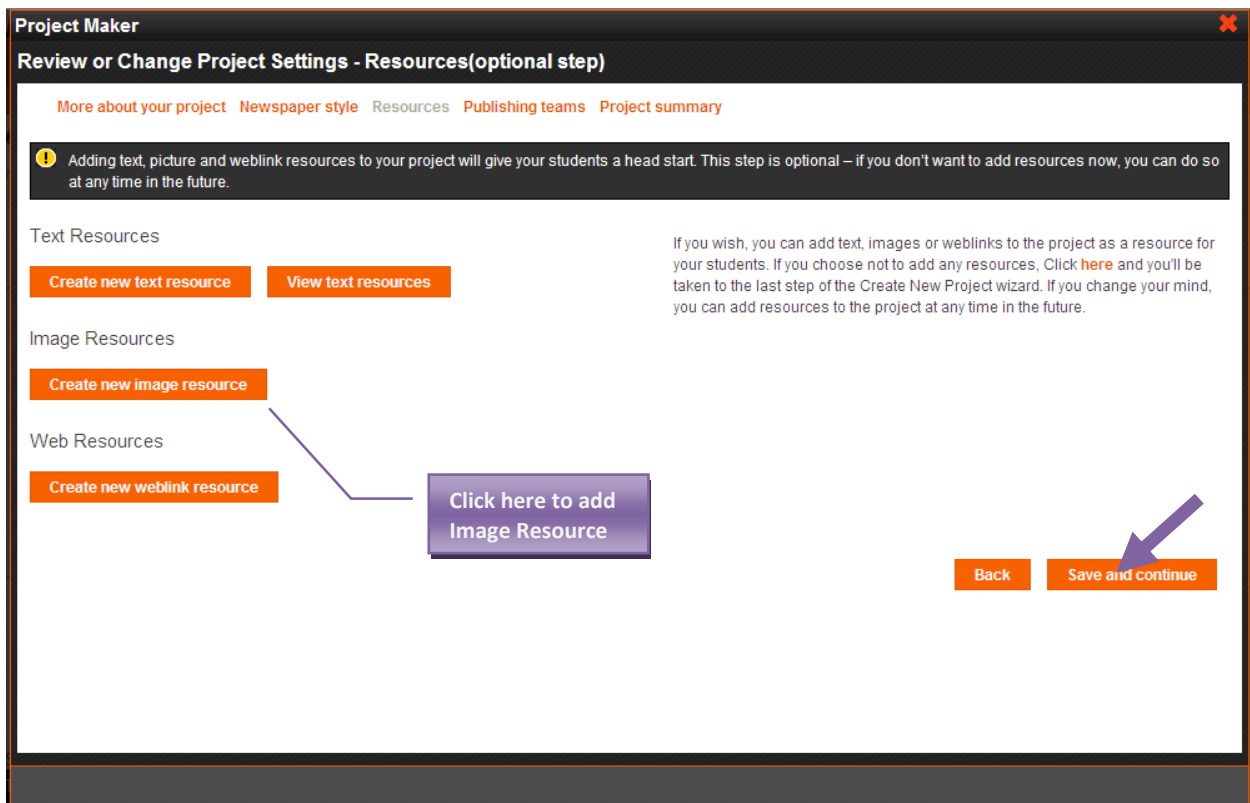 Project Maker
Review or Change Project Settings - Resources(optional step)
More about your project Newspaper style Resources Publishing teams Project summary
Adding text, picture and weblink resources to your project will give your students a head start. This step is optional – if you don't want to add resources now, you can do so
at any time in the future.
Text Resources
Create new text resource View text resources
If you wish, you can add text, images or weblinks to the project as a resource for
your students. If you choose not to add any resources, Click here and you'll be
taken to the last step of the Create New Project wizard. If you change your mind,
you can add resources to the project at any time in the future.
Image Resources
Create new image resource
Web Resources
Create new weblink resource
Click here to add
Image Resource
Back Save and continue